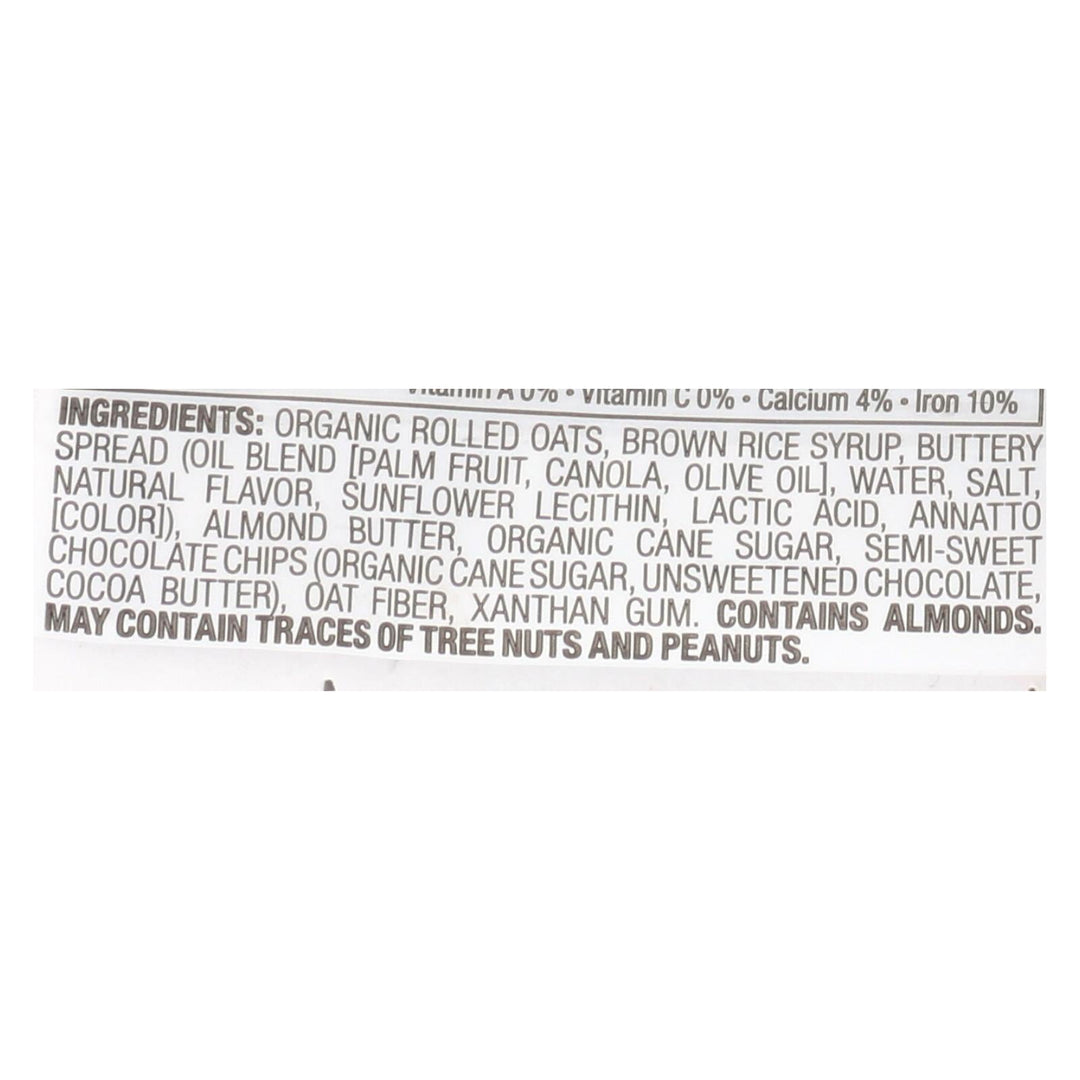 Vitamin A 0% • Vitamin C 0% • Calcium 4% • Iron 10%
INGREDIENTS: ORGANIC ROLLED OATS, BROWN RICE SYRUP, BUTTERY
SPREAD (OIL BLEND [PALM FRUIT, CANOLA, OLIVE OIL], WATER, SALT,
NATURAL FLAVOR, SUNFLOWER LECITHIN, LACTIC ACID, ANNATTO
[COLOR]), ALMOND BUTTER, ORGANIC CANE SUGAR, SEMI-SWEET
CHOCOLATE CHIPS (ORGANIC CANE SUGAR, UNSWEETENED CHOCOLATE,
COCOA BUTTER), OAT FIBER, XANTHAN GUM. CONTAINS ALMONDS.
MAY CONTAIN TRACES OF TREE NUTS AND PEANUTS.